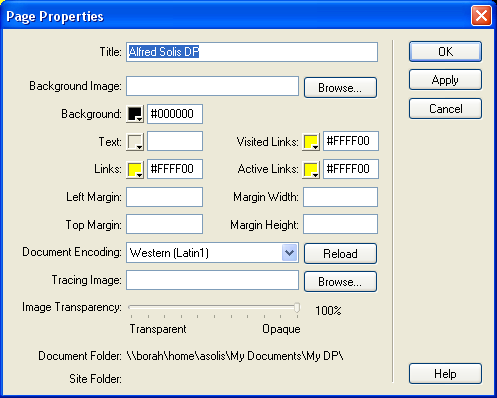 Page Properties
Title: Alfred Solis DP OK
Background Image: Browse... Apply
Background: #000000 Cancel
Text: Visited Links: #FFFF00
Links: #FFFF00 Active Links: #FFFF00
Left Margin: Margin Width:
Top Margin: Margin Height:
Document Encoding: Western (Latin1) Reload
Tracing Image: Browse...
Image Transparency: 100%
Transparent Opaque
Document Folder: \\borah\home\asolis\My Documents\My DP\
Site Folder: Help